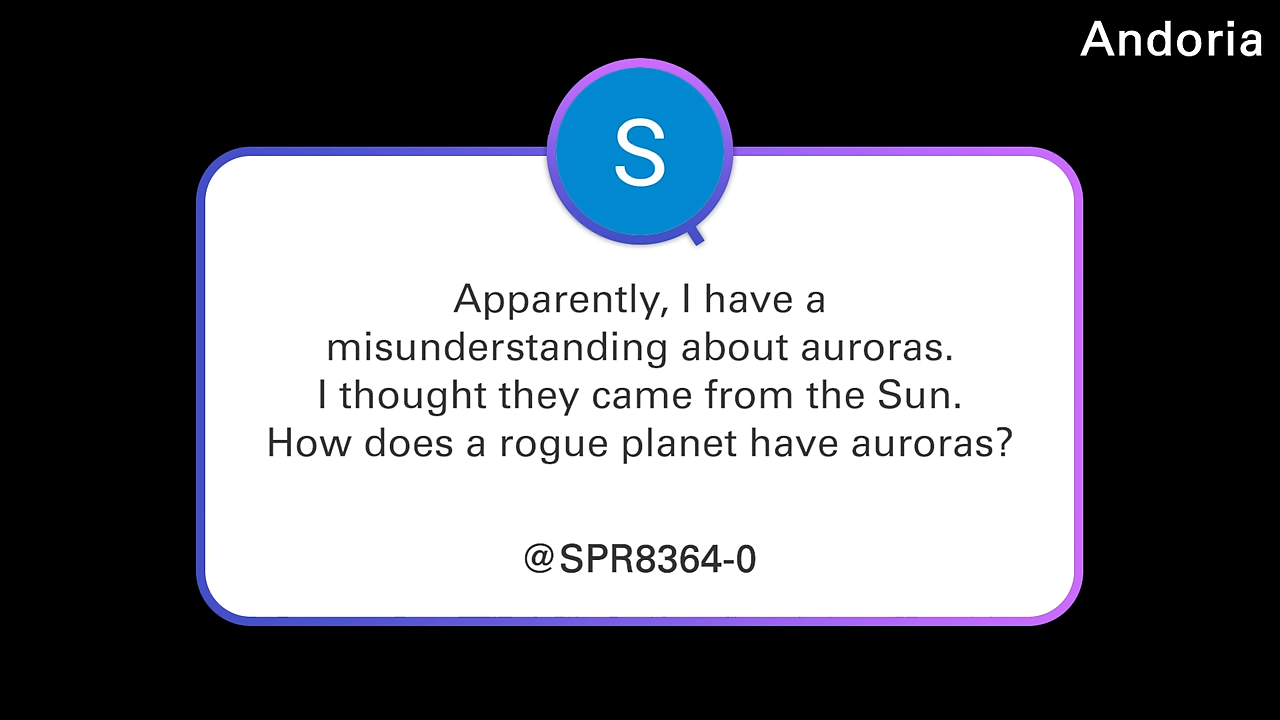 Andoria
S
Apparently, I have a
misunderstanding about auroras.
I thought they came from the Sun.
How does a rogue planet have auroras?
@SPR8364-0